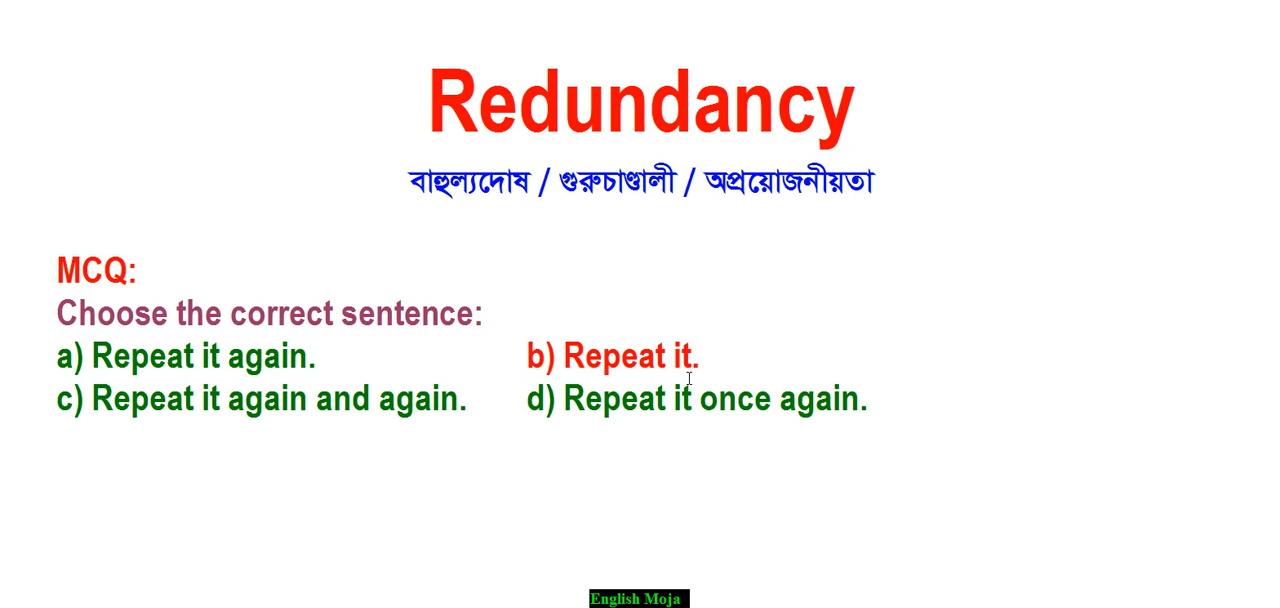 Redundancy
বাহুল্যদোষ / গুরুচাণ্ডালী / অপ্রয়োজনীয়তা
MCQ:
Choose the correct sentence:
a) Repeat it again. b) Repeat it.
c) Repeat it again and again. d) Repeat it once again.
English Moja